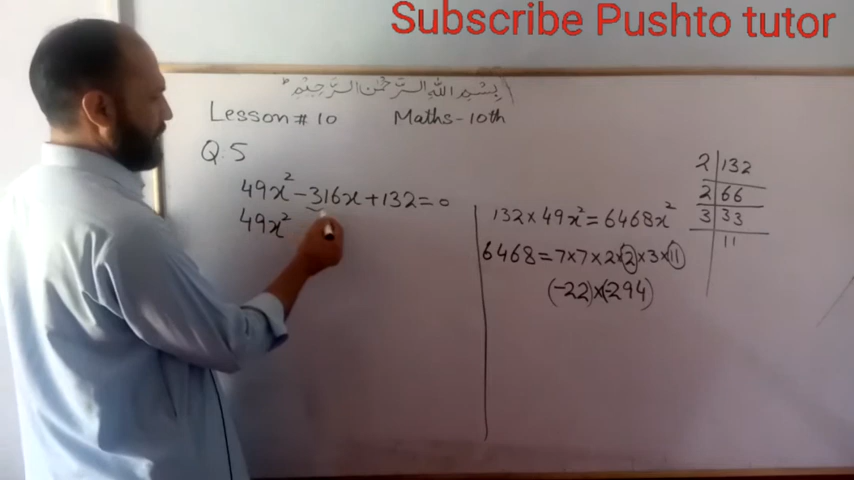 Subscribe Pushto tutor
بِسْمِ اللهِ الرَّحْمٰنِ الرَّحِيْمِ
Lesson # 10 Maths-10th
Q.5
49x² - 316x + 132 = 0
49x²
132 × 49x² = 6468x²
6468 = 7×7×2×2×3×11
(-22)×(-294)
2 | 132
2 | 66
3 | 33
11